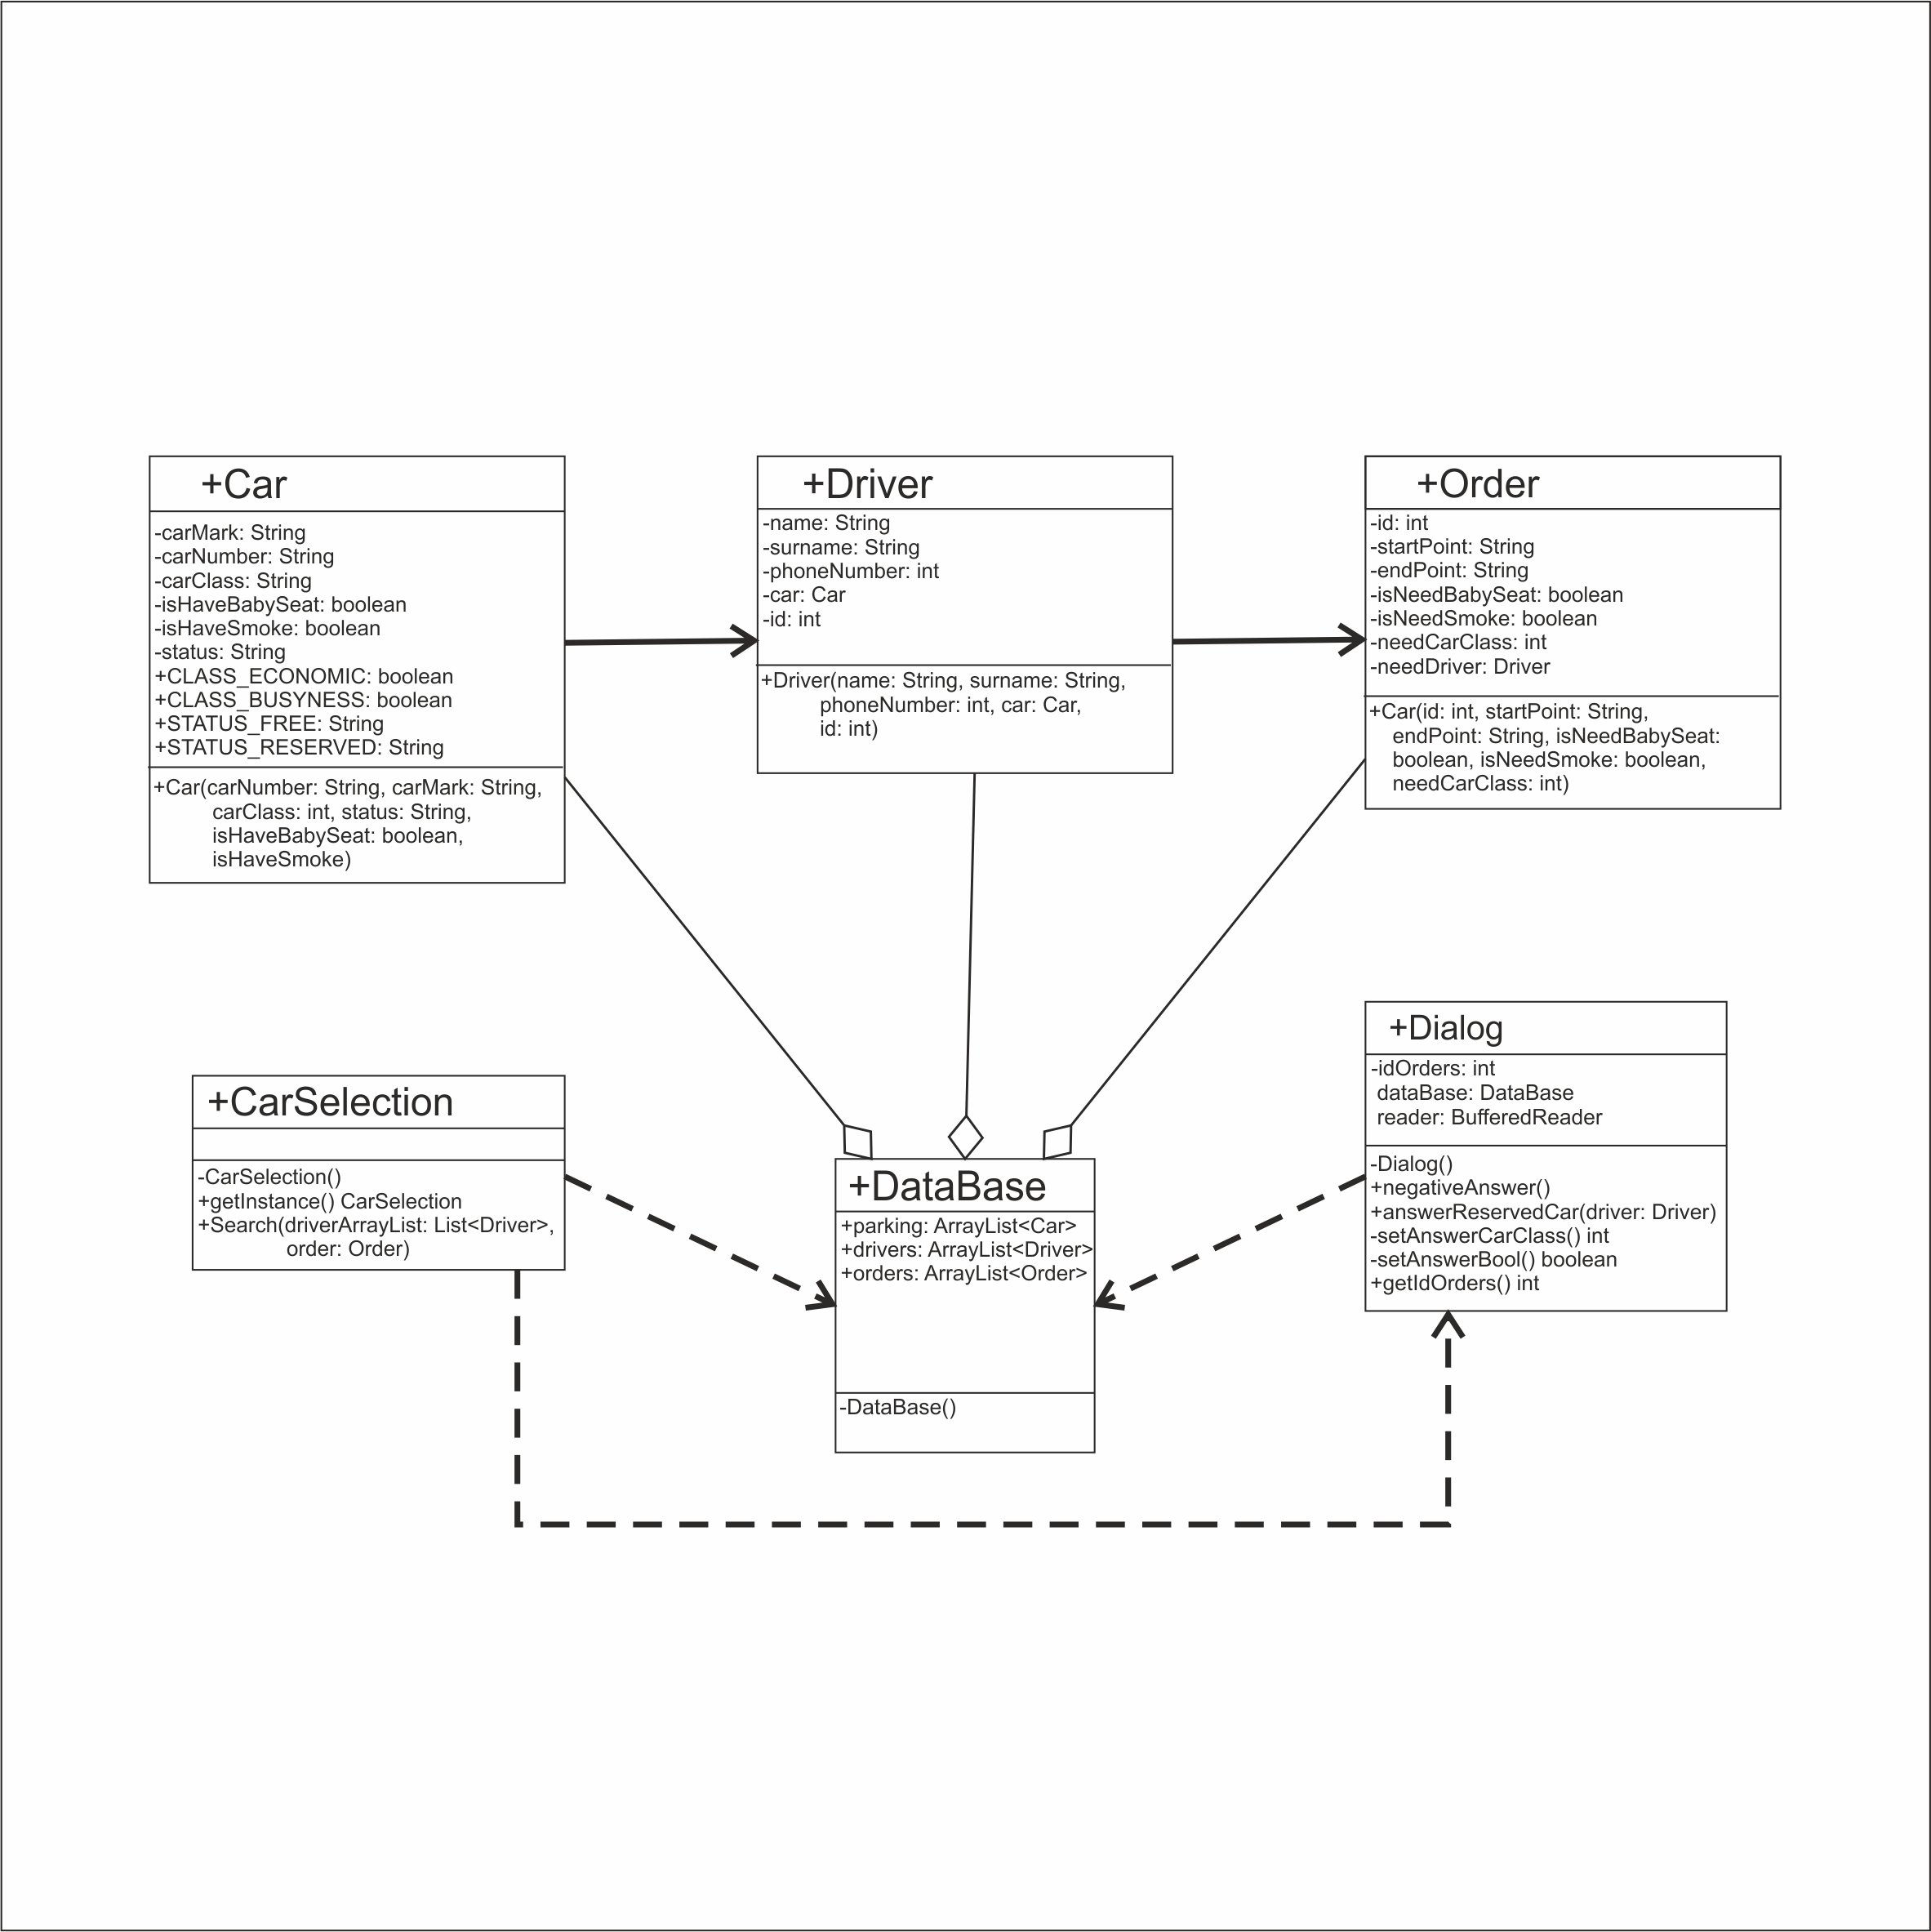 +Car
-carMark: String
-carNumber: String
-carClass: String
-isHaveBabySeat: boolean
-isHaveSmoke: boolean
-status: String
+CLASS_ECONOMIC: boolean
+CLASS_BUSYNESS: boolean
+STATUS_FREE: String
+STATUS_RESERVED: String
+Car(carNumber: String, carMark: String,
carClass: int, status: String,
isHaveBabySeat: boolean,
isHaveSmoke)
+Driver
-name: String
-surname: String
-phoneNumber: int
-car: Car
-id: int
+Driver(name: String, surname: String,
phoneNumber: int, car: Car,
id: int)
+Order
-id: int
-startPoint: String
-endPoint: String
-isNeedBabySeat: boolean
-isNeedSmoke: boolean
-needCarClass: int
-needDriver: Driver
+Car(id: int, startPoint: String,
endPoint: String, isNeedBabySeat:
boolean, isNeedSmoke: boolean,
needCarClass: int)
+CarSelection
-CarSelection()
+getInstance() CarSelection
+Search(driverArrayList: List<Driver>,
order: Order)
+DataBase
+parking: ArrayList<Car>
+drivers: ArrayList<Driver>
+orders: ArrayList<Order>
-DataBase()
+Dialog
-idOrders: int
dataBase: DataBase
reader: BufferedReader
-Dialog()
+negativeAnswer()
+answerReservedCar(driver: Driver)
-setAnswerCarClass() int
-setAnswerBool() boolean
+getIdOrders() int